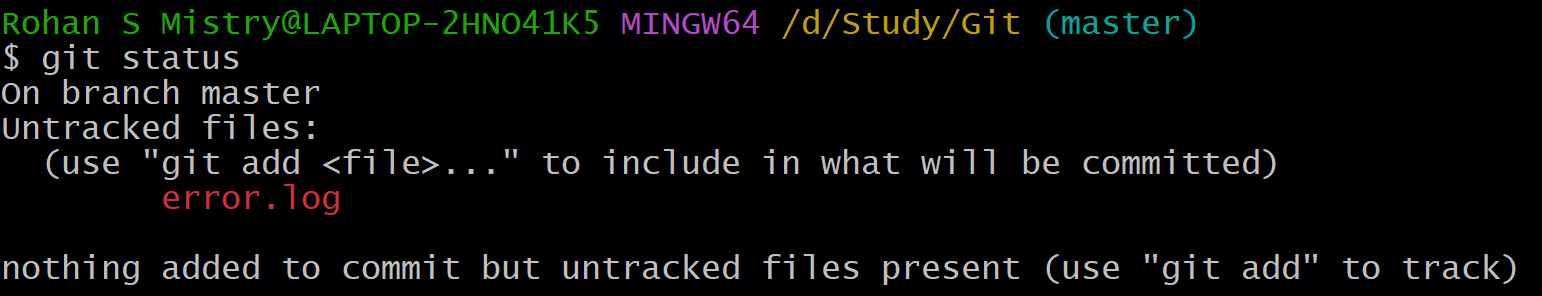 Rohan S Mistry@LAPTOP-2HNO41K5 MINGW64 /d/Study/Git (master)
$ git status
On branch master
Untracked files:
  (use "git add <file>..." to include in what will be committed)
        error.log

nothing added to commit but untracked files present (use "git add" to track)